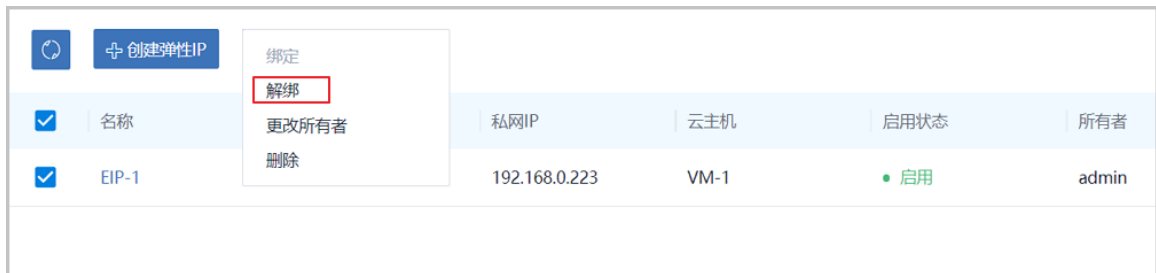 创建弹性IP
绑定
解绑
更改所有者
删除
名称 私网IP 云主机 启用状态 所有者
EIP-1 192.168.0.223 VM-1 启用 admin